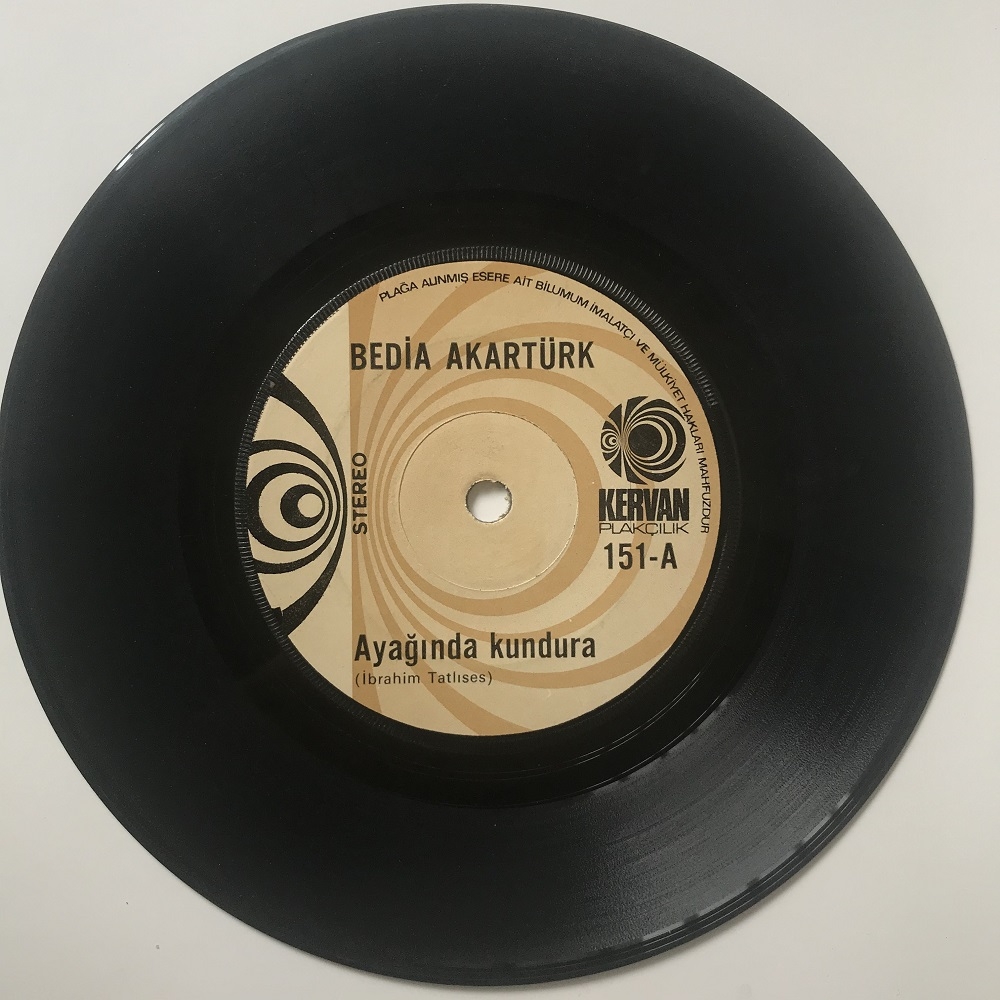 PLAĞA ALINMIŞ ESERE AİT BİLUMUM İMALATÇI VE MÜLKİYET HAKLARI MAHFUZDUR
BEDİA AKARTÜRK
STEREO
KERVAN
PLAKÇILIK
151-A
Ayağında kundura
(İbrahim Tatlıses)